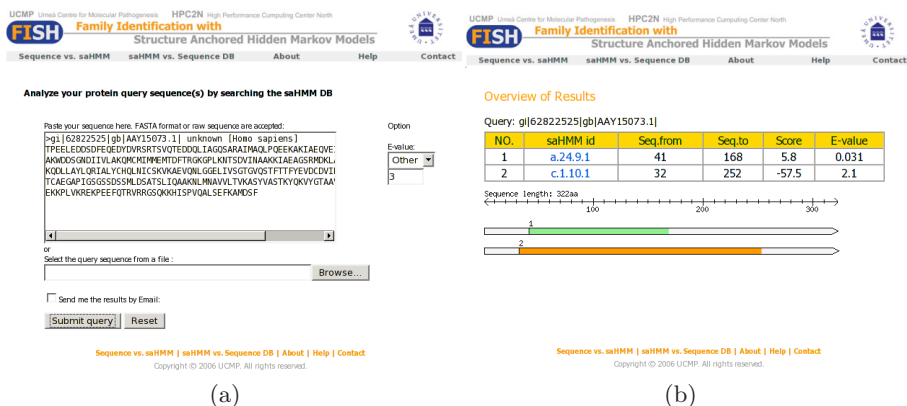 UCMP Umeå Centre for Molecular Pathogenesis HPC2N High Performance Computing Center North
FISH
Family Identification with
Structure Anchored Hidden Markov Models
Sequence vs. saHMM saHMM vs. Sequence DB About Help Contact
Analyze your protein query sequence(s) by searching the saHMM DB
Paste your sequence here. FASTA format or raw sequence are accepted:
Option
>gi|62822525|gb|AAY15073.1| unknown [Homo sapiens]
TPEELEDDSDFEQEDYDVRSRTSVQTEDDQLIAGQSARAIMAQLPQEEKAKIAEQVE
AKWDDSGNDIIVLAKQMCMIMMEMTDFTRGKGPLKNTSDVINAAKKIAEAGSRMDKL
KQDLLAYLQRIALYCHQLNICSKVKAEVQNLGGELIVSGTGVQSTFTTFYEVDCDVI
TCAEGAPIGSGSSDSSMLDSATSLIQAAKNLMNAVVLTVKASYVASTKYQKVYGTAA
EKKPLVKREKPEEFQTRVRRGSQKKHISPVQALSEFKAMDSF
E-value:
Other
3
or
Select the query sequence from a file :
Browse...
Send me the results by Email:
Submit query Reset
Sequence vs. saHMM | saHMM vs. Sequence DB | About | Help | Contact
Copyright © 2006 UCMP. All rights reserved.
(a)
UCMP Umeå Centre for Molecular Pathogenesis HPC2N High Performance Computing Center North
FISH
Family Identification with
Structure Anchored Hidden Markov Models
Sequence vs. saHMM saHMM vs. Sequence DB About Help Contact
Overview of Results
Query: gi|62822525|gb|AAY15073.1|
NO. saHMM id Seq.from Seq.to Score E-value
1 a.24.9.1 41 168 5.8 0.031
2 c.1.10.1 32 252 -57.5 2.1
Sequence length: 322aa
100 200 300
1
2
Sequence vs. saHMM | saHMM vs. Sequence DB | About | Help | Contact
Copyright © 2006 UCMP. All rights reserved.
(b)